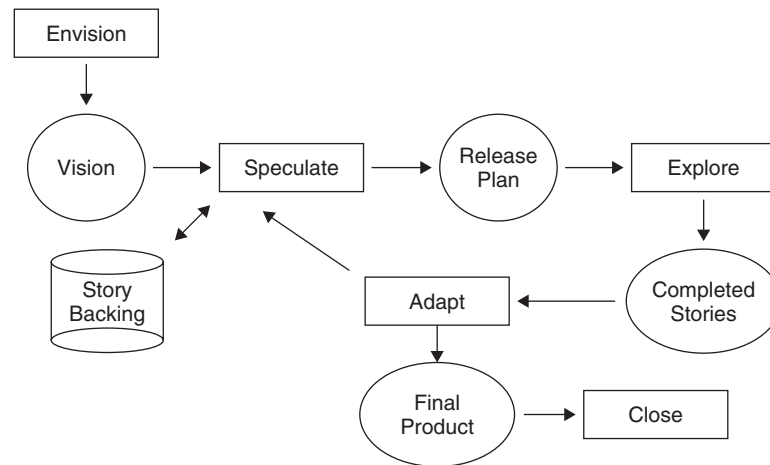 Envision
Vision
Speculate
Release
Plan
Explore
Story
Backing
Adapt
Completed
Stories
Final
Product
Close